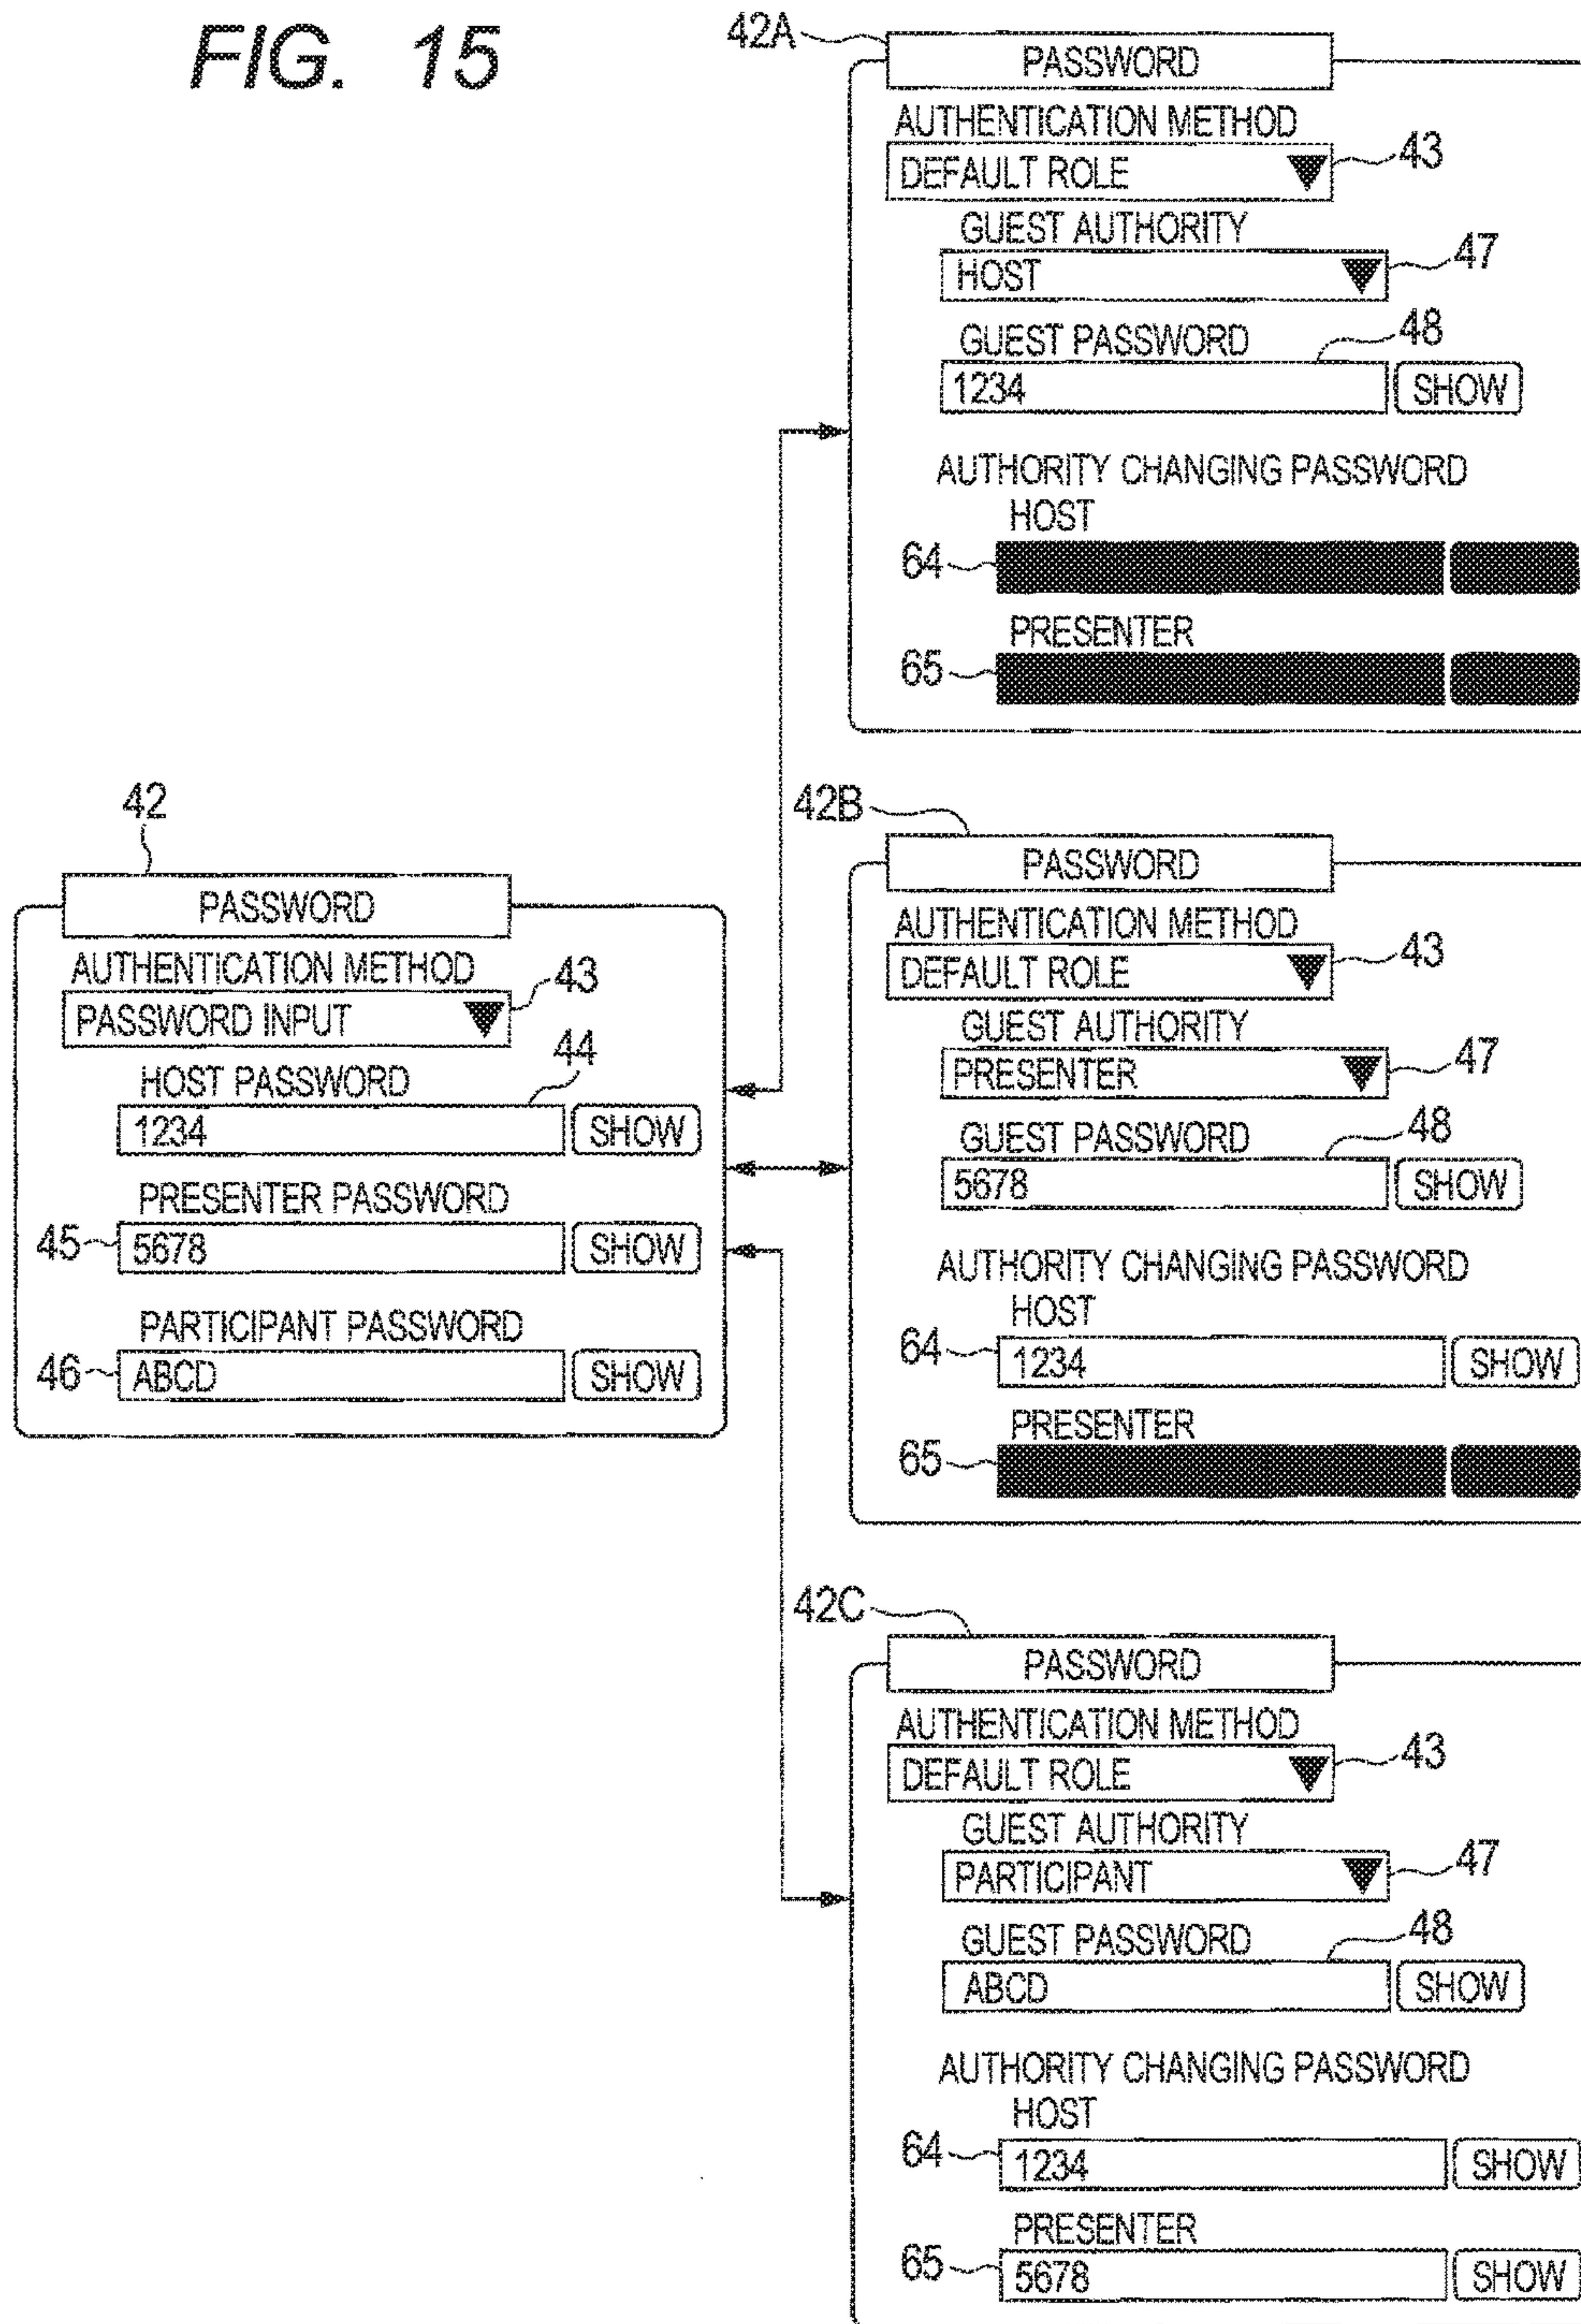 FIG. 15
42A
PASSWORD
AUTHENTICATION METHOD
DEFAULT ROLE
43
GUEST AUTHORITY
HOST
47
GUEST PASSWORD
48
1234
SHOW
AUTHORITY CHANGING PASSWORD
HOST
64
PRESENTER
65
42
PASSWORD
AUTHENTICATION METHOD
PASSWORD INPUT
43
HOST PASSWORD
44
1234
SHOW
PRESENTER PASSWORD
45
5678
SHOW
PARTICIPANT PASSWORD
46
ABCD
SHOW
42B
PASSWORD
AUTHENTICATION METHOD
DEFAULT ROLE
43
GUEST AUTHORITY
PRESENTER
47
GUEST PASSWORD
48
5678
SHOW
AUTHORITY CHANGING PASSWORD
HOST
64
1234
SHOW
PRESENTER
65
42C
PASSWORD
AUTHENTICATION METHOD
DEFAULT ROLE
43
GUEST AUTHORITY
PARTICIPANT
47
GUEST PASSWORD
48
ABCD
SHOW
AUTHORITY CHANGING PASSWORD
HOST
64
1234
SHOW
PRESENTER
65
5678
SHOW